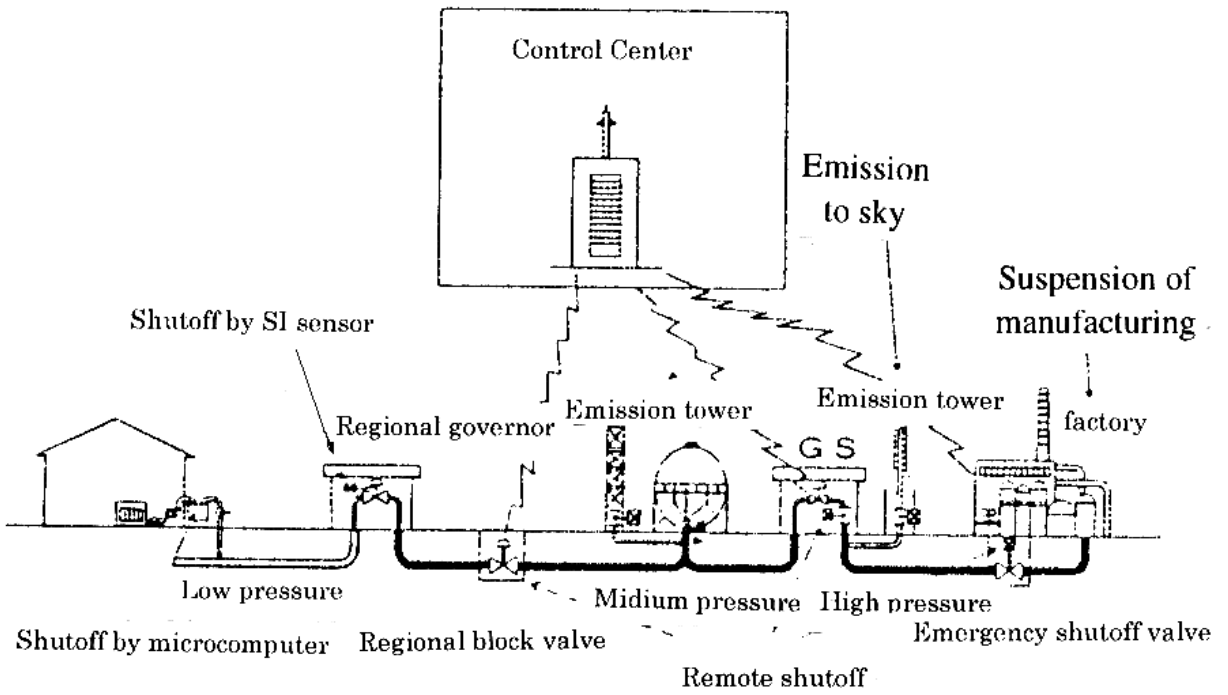 Control Center
Emission
to sky
Suspension of
manufacturing
Shutoff by SI sensor
Regional governor
Emission tower
Emission tower
factory
G S
Low pressure
Midium pressure
High pressure
Shutoff by microcomputer
Regional block valve
Emergency shutoff valve
Remote shutoff